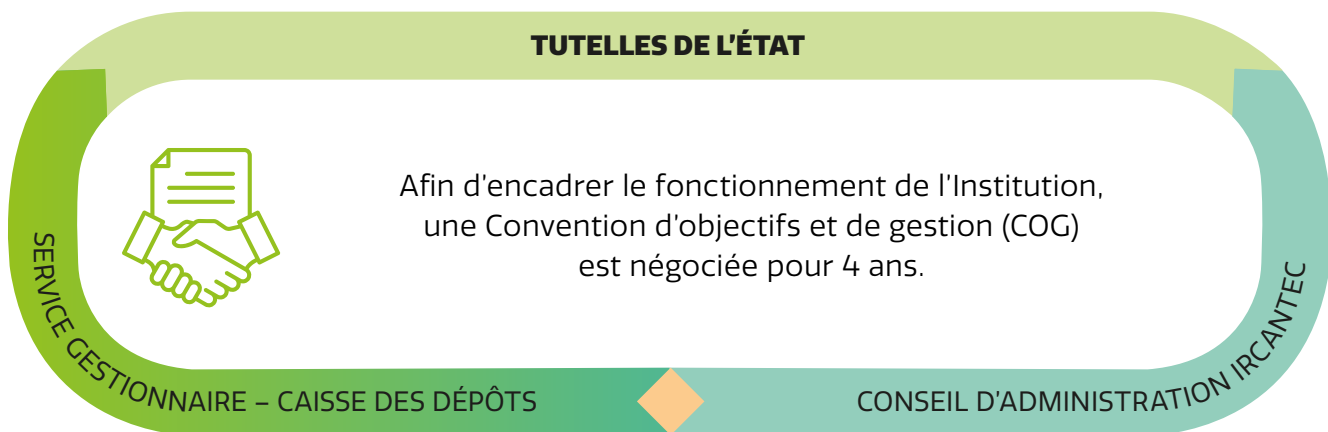 TUTELLES DE L'ÉTAT
Afin d'encadrer le fonctionnement de l'Institution,
une Convention d'objectifs et de gestion (COG)
est négociée pour 4 ans.
SERVICE GESTIONNAIRE – CAISSE DES DÉPÔTS
CONSEIL D'ADMINISTRATION IRCANTEC